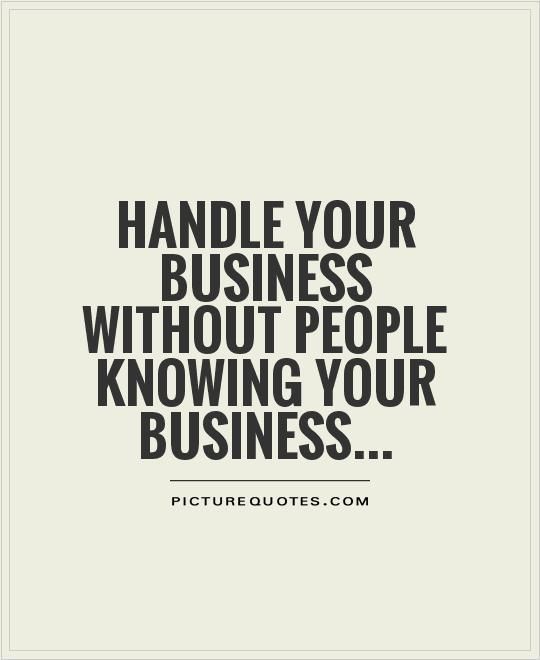 HANDLE YOUR
BUSINESS
WITHOUT PEOPLE
KNOWING YOUR
BUSINESS...
PICTUREQUOTES.COM